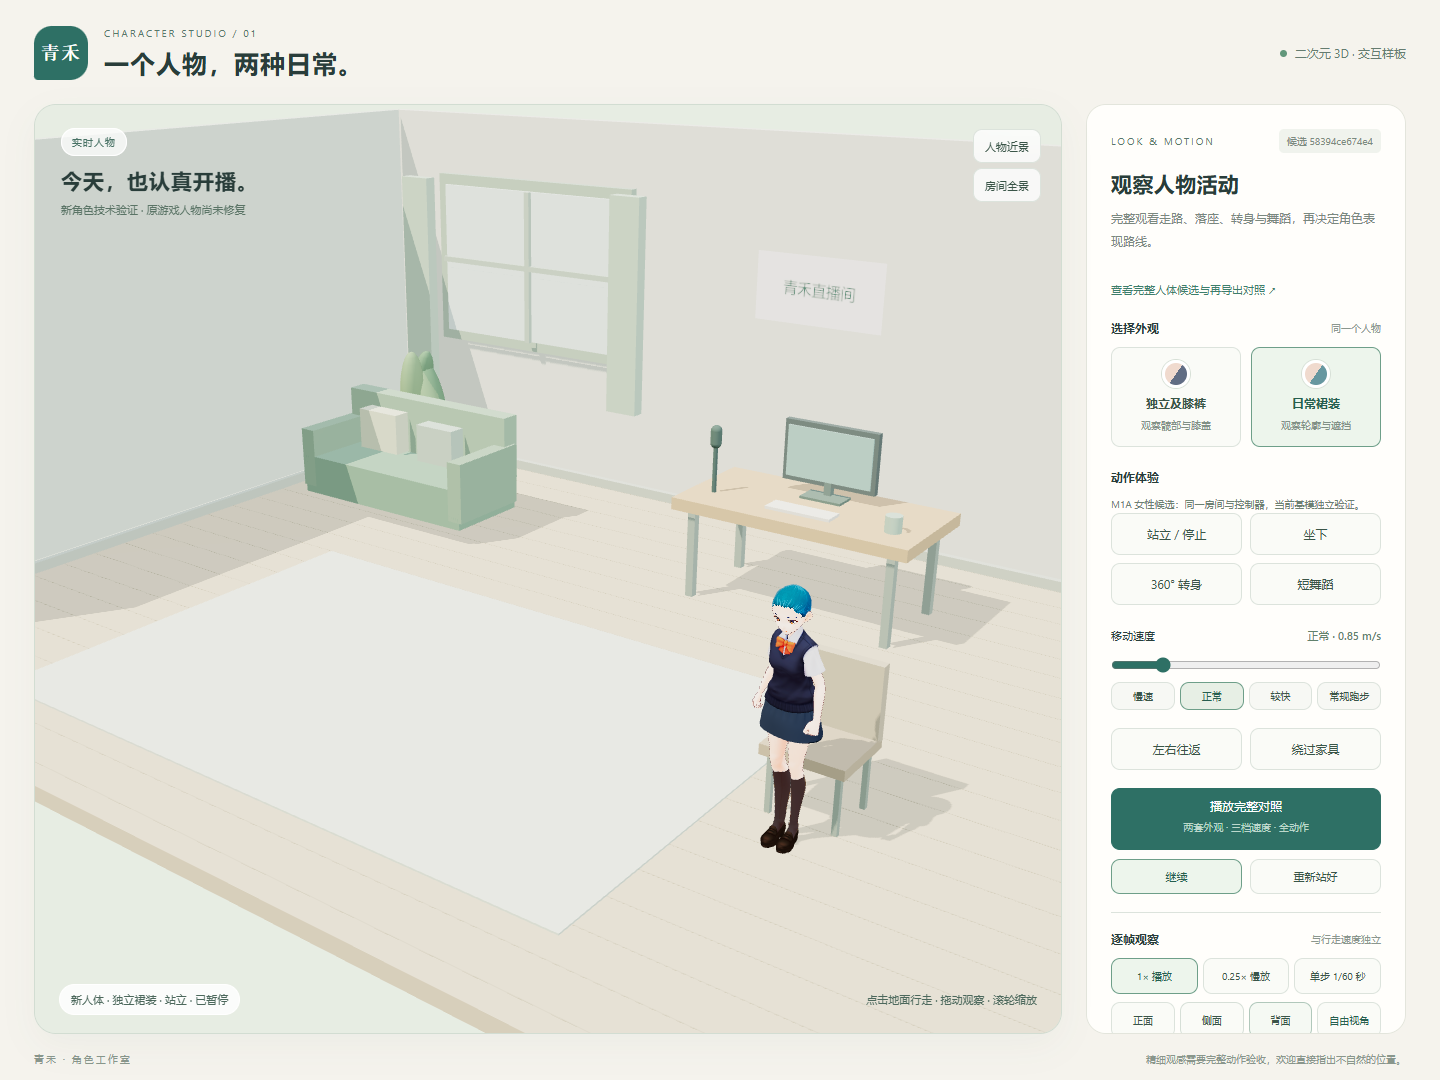 青禾
CHARACTER STUDIO / 01
一个人物，两种日常。
二次元 3D · 交互样板
实时人物
今天，也认真开播。
新角色技术验证 · 原游戏人物尚未修复
人物近景
房间全景
青禾直播间
新人体 · 独立裙装 · 站立 · 已暂停
点击地面行走 · 拖动观察 · 滚轮缩放
LOOK & MOTION
候选 58394ce674e4
观察人物活动
完整观看走路、落座、转身与舞蹈，再决定角色表
现路线。
查看完整人体候选与再导出对照 ↗
选择外观
同一个人物
独立及膝裤
观察髋部与膝盖
日常裙装
观察轮廓与遮挡
动作体验
M1A 女性候选：同一房间与控制器，当前基模独立验证。
站立 / 停止
坐下
360° 转身
短舞蹈
移动速度
正常 · 0.85 m/s
慢速
正常
较快
常规跑步
左右往返
绕过家具
播放完整对照
两套外观 · 三档速度 · 全动作
继续
重新站好
逐帧观察
与行走速度独立
1× 播放
0.25× 慢放
单步 1/60 秒
正面
侧面
背面
自由视角
青禾 · 角色工作室
精细观感需要完整动作验收，欢迎直接指出不自然的位置。